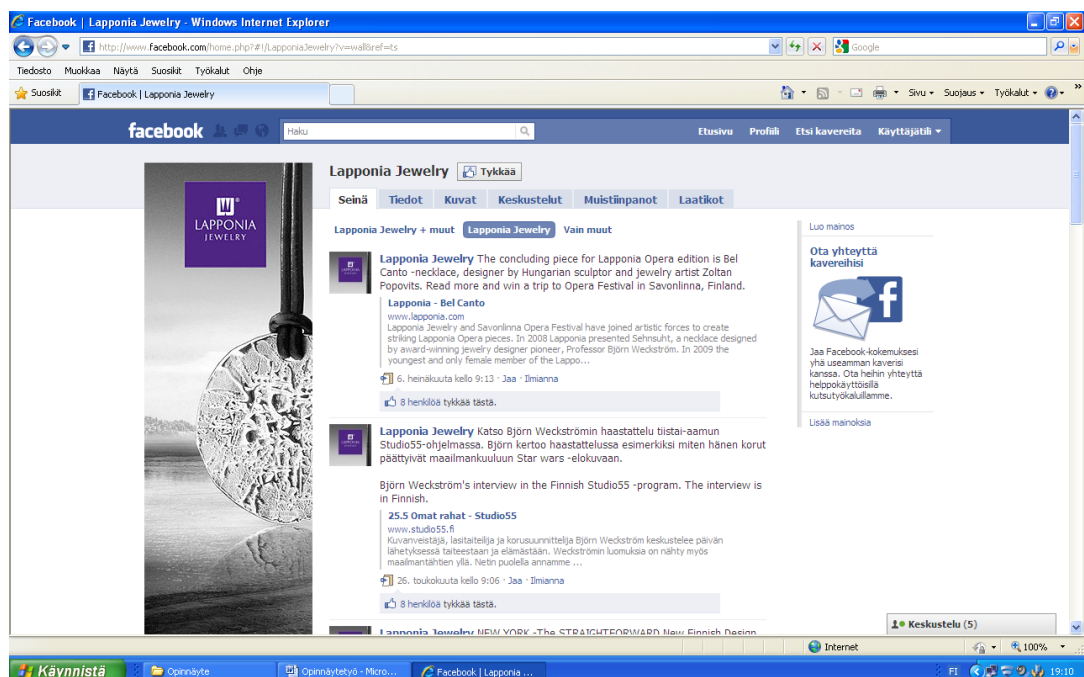 Facebook | Lapponia Jewelry - Windows Internet Explorer
http://www.facebook.com/home.php?#!/LapponiaJewelry?v=wall&ref=ts
Google
Tiedosto Muokkaa Näytä Suosikit Työkalut Ohje
Suosikit
Facebook | Lapponia Jewelry
Sivu
Suojaus
Työkalut
facebook
Haku
Etusivu
Profiili
Etsi kavereita
Käyttäjätili
LAPPONIA
JEWELRY
Lapponia Jewelry
Tykkää
Seinä
Tiedot
Kuvat
Keskustelut
Muistiinpanot
Laatikot
Lapponia Jewelry + muut
Lapponia Jewelry
Vain muut
Lapponia Jewelry The concluding piece for Lapponia Opera edition is Bel
Canto -necklace, designer by Hungarian sculptor and jewelry artist Zoltan
Popovits. Read more and win a trip to Opera Festival in Savonlinna, Finland.
Lapponia - Bel Canto
www.lapponia.com
Lapponia Jewelry and Savonlinna Opera Festival have joined artistic forces to create
striking Lapponia Opera pieces. In 2008 Lapponia presented Sehnsuht, a necklace designed
by award-winning jewelry designer pioneer, Professor Björn Weckström. In 2009 the
youngest and only female member of the Lappo...
6. heinäkuuta kello 9:13 · Jaa · Ilmianna
8 henkilöä tykkää tästä.
Lapponia Jewelry Katso Björn Weckströmin haastattelu tiistai-aamun
Studio55-ohjelmassa. Björn kertoo haastattelussa esimerkiksi miten hänen korut
päättyivät maailmankuuluun Star wars -elokuvaan.
Björn Weckström's interview in the Finnish Studio55 -program. The interview is
in Finnish.
25.5 Omat rahat - Studio55
www.studio55.fi
Kuvanveistäjä, lasitaiteilija ja korusuunnittelija Björn Weckström keskustelee päivän
lähetyksessä taiteestaan ja elämästään. Weckströmin luomuksia on nähty myös
maailmantähtien yllä. Netin puolella annamme ...
26. toukokuuta kello 9:06 · Jaa · Ilmianna
8 henkilöä tykkää tästä.
Lapponia Jewelry NEW YORK -The STRAIGHTFORWARD New Finnish Design
Luo mainos
Ota yhteyttä
kavereihisi
Jaa Facebook-kokemuksesi
yhä useamman kaverisi
kanssa. Ota heihin yhteyttä
helppokäyttöisillä
kutsutyökaluillamme.
Lisää mainoksia
Keskustelu (5)
Internet
100%
Käynnistä
Opinnäyte
Opinnäytetyö - Micro...
Facebook | Lapponia ...
FI
19:10